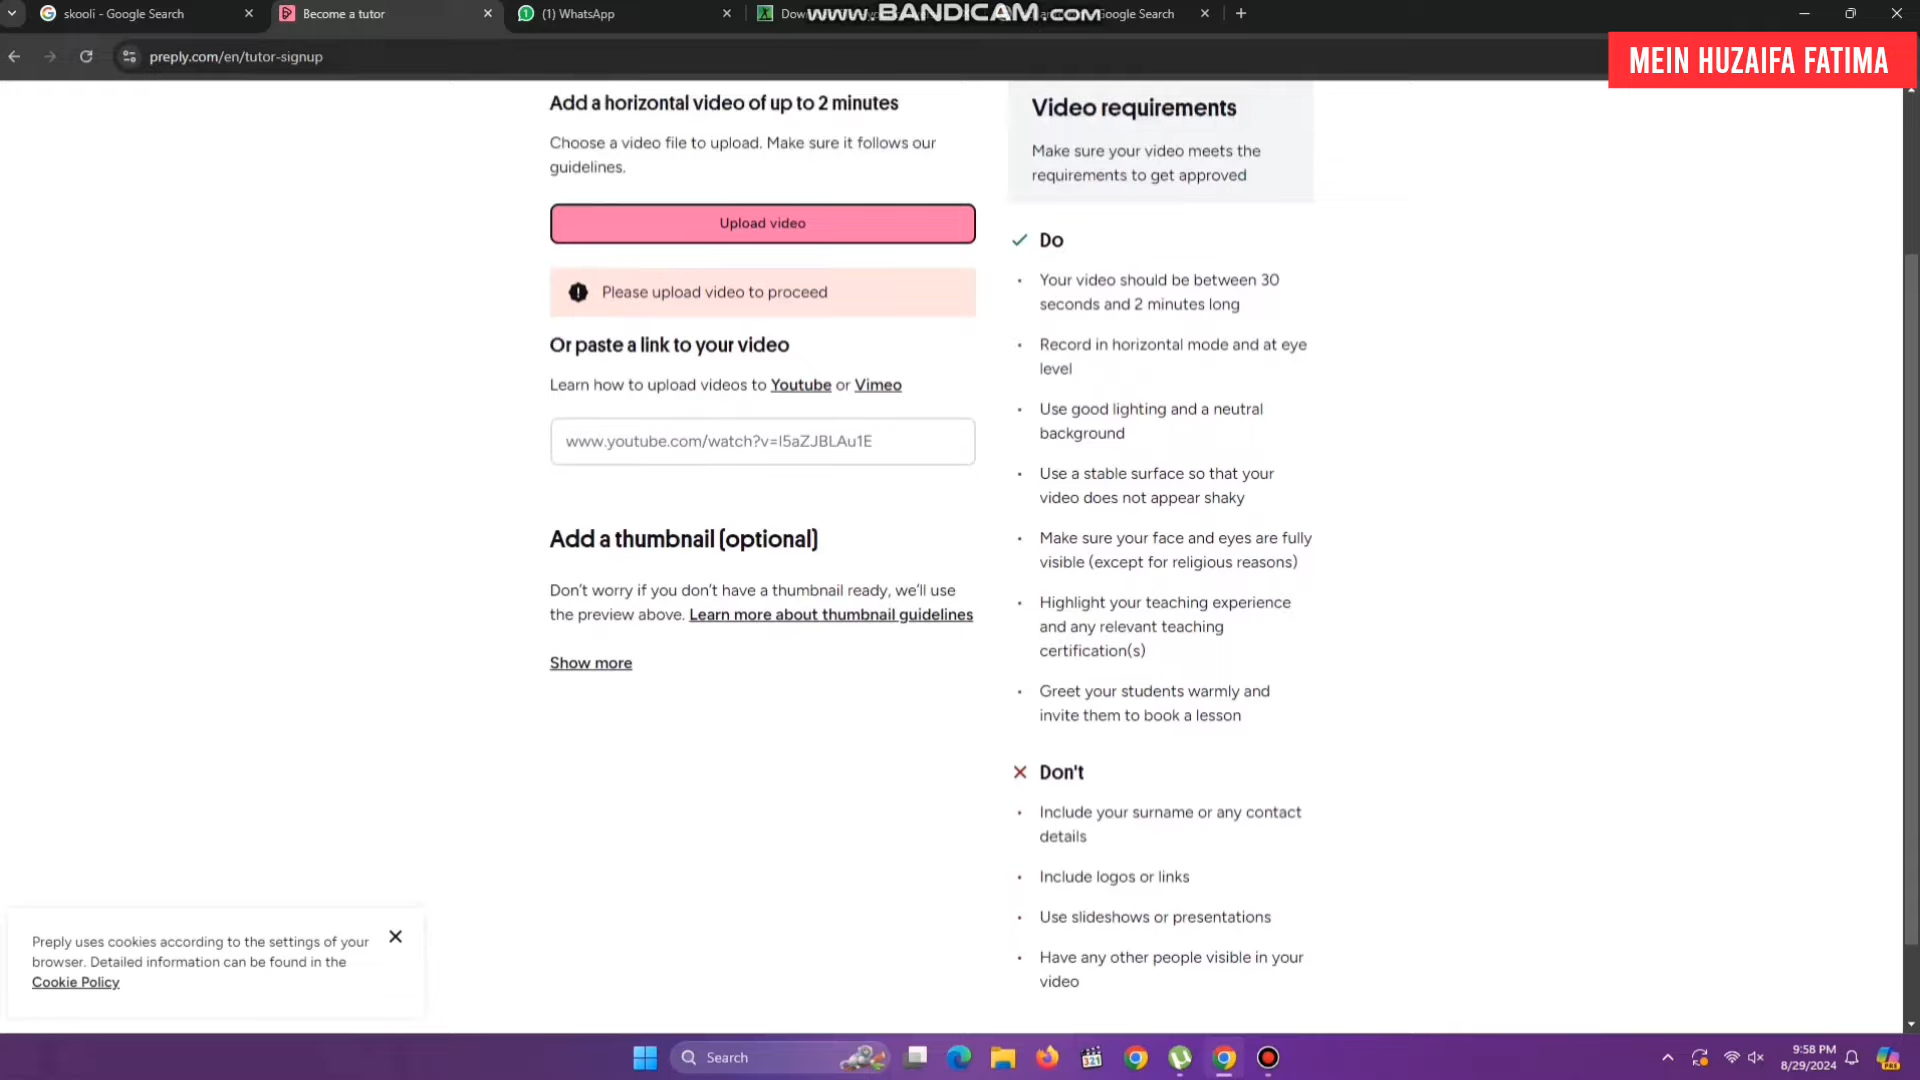 skooli - Google Search
Become a tutor
(1) WhatsApp
www.BANDICAM.com
Google Search
preply.com/en/tutor-signup
MEIN HUZAIFA FATIMA
Add a horizontal video of up to 2 minutes
Choose a video file to upload. Make sure it follows our
guidelines.
Upload video
Please upload video to proceed
Or paste a link to your video
Learn how to upload videos to Youtube or Vimeo
www.youtube.com/watch?v=I5aZJBLAu1E
Add a thumbnail (optional)
Don't worry if you don't have a thumbnail ready, we'll use
the preview above. Learn more about thumbnail guidelines
Show more
Video requirements
Make sure your video meets the
requirements to get approved
Do
Your video should be between 30
seconds and 2 minutes long
Record in horizontal mode and at eye
level
Use good lighting and a neutral
background
Use a stable surface so that your
video does not appear shaky
Make sure your face and eyes are fully
visible (except for religious reasons)
Highlight your teaching experience
and any relevant teaching
certification(s)
Greet your students warmly and
invite them to book a lesson
Don't
Include your surname or any contact
details
Include logos or links
Use slideshows or presentations
Have any other people visible in your
video
Preply uses cookies according to the settings of your
browser. Detailed information can be found in the
Cookie Policy
Search
321
9:58 PM
8/29/2024